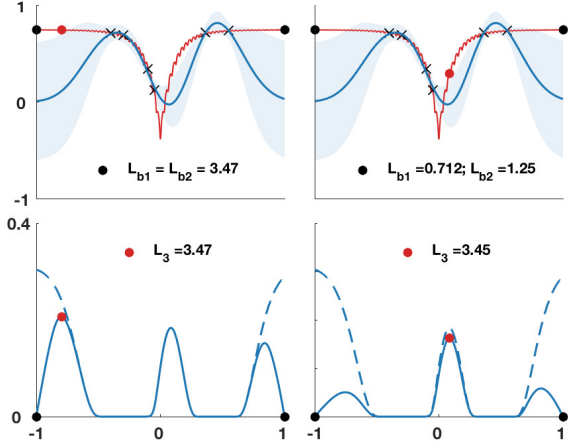 1
0
-1
L_b1 = L_b2 = 3.47
L_b1 =0.712; L_b2 =1.25
0.4
0
L_3 =3.47
L_3 =3.45
-1 0 1
-1 0 1